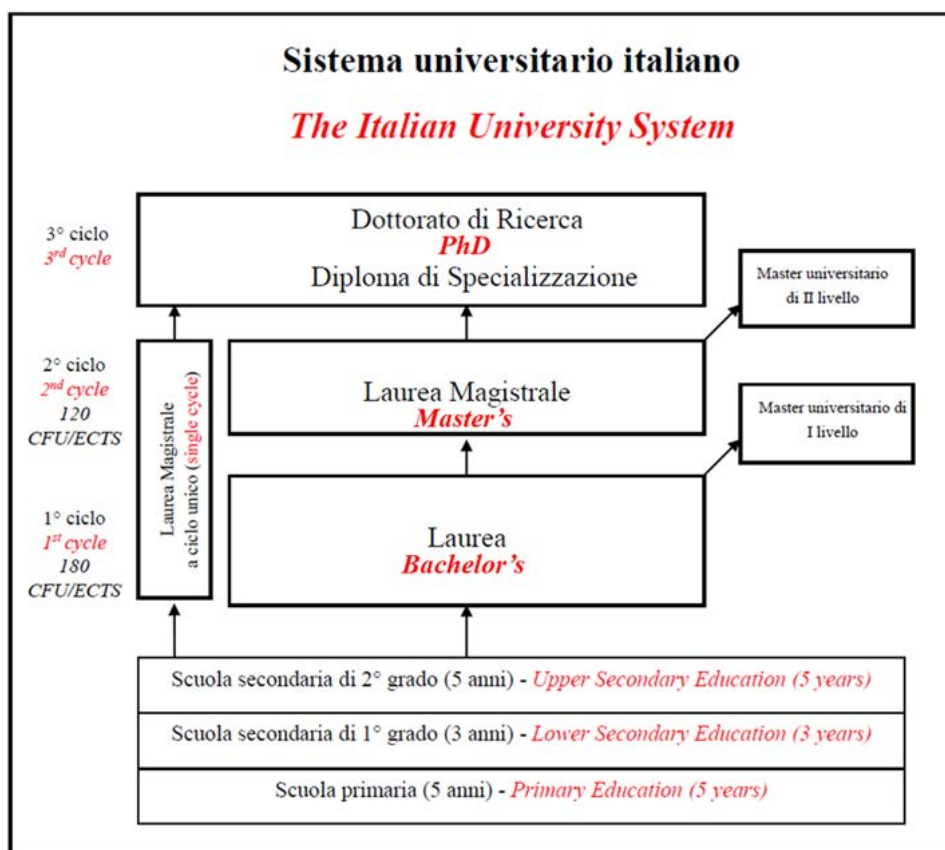 Sistema universitario italiano
The Italian University System
3° ciclo
3rd cycle
Dottorato di Ricerca
PhD
Diploma di Specializzazione
Master universitario
di II livello
2° ciclo
2nd cycle
120
CFU/ECTS
Laurea Magistrale
a ciclo unico (single cycle)
Laurea Magistrale
Master's
Master universitario di
I livello
1° ciclo
1st cycle
180
CFU/ECTS
Laurea
Bachelor's
Scuola secondaria di 2° grado (5 anni) - Upper Secondary Education (5 years)
Scuola secondaria di 1° grado (3 anni) - Lower Secondary Education (3 years)
Scuola primaria (5 anni) - Primary Education (5 years)